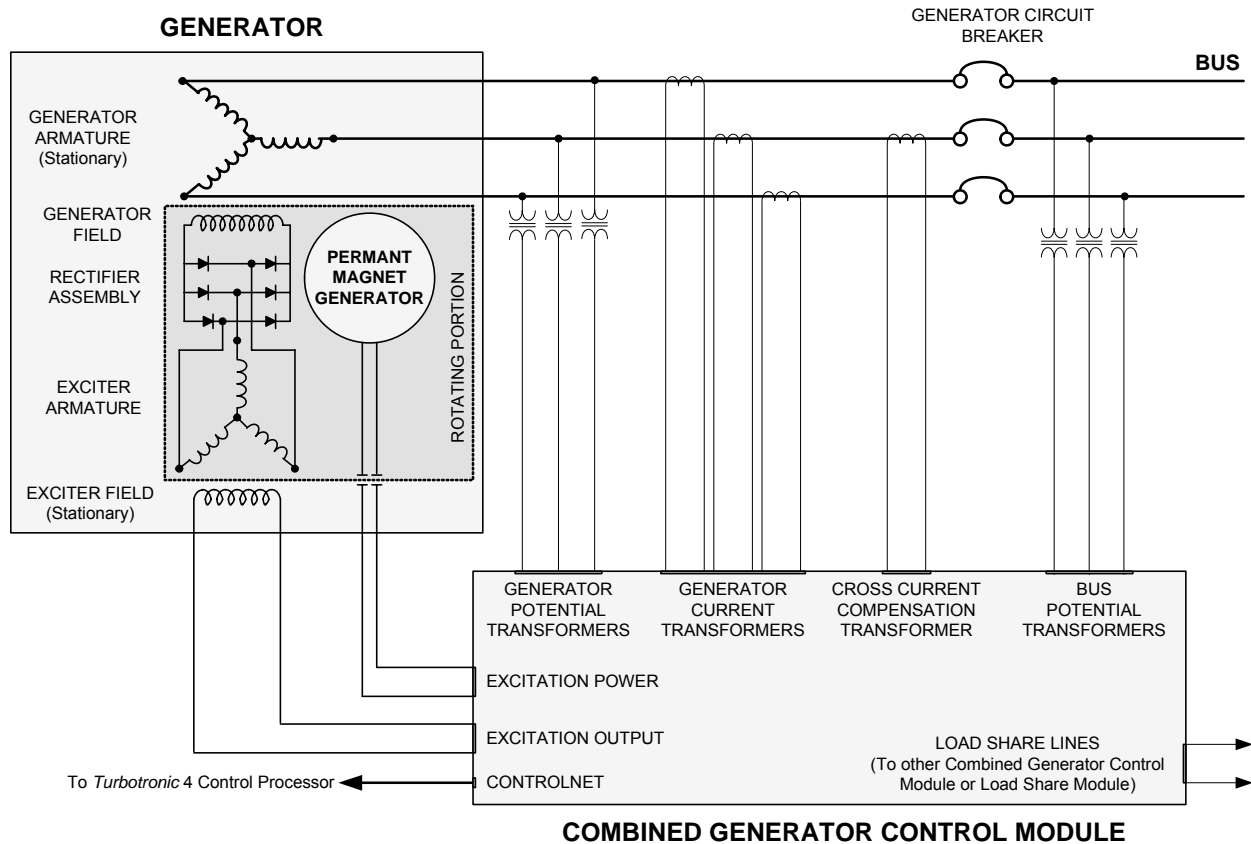 GENERATOR
GENERATOR CIRCUIT
BREAKER
BUS
GENERATOR
ARMATURE
(Stationary)
GENERATOR
FIELD
RECTIFIER
ASSEMBLY
EXCITER
ARMATURE
EXCITER FIELD
(Stationary)
PERMANT
MAGNET
GENERATOR
ROTATING PORTION
GENERATOR
POTENTIAL
TRANSFORMERS
GENERATOR
CURRENT
TRANSFORMERS
CROSS CURRENT
COMPENSATION
TRANSFORMER
BUS
POTENTIAL
TRANSFORMERS
EXCITATION POWER
EXCITATION OUTPUT
CONTROLNET
To Turbotronic 4 Control Processor
LOAD SHARE LINES
(To other Combined Generator Control
Module or Load Share Module)
COMBINED GENERATOR CONTROL MODULE